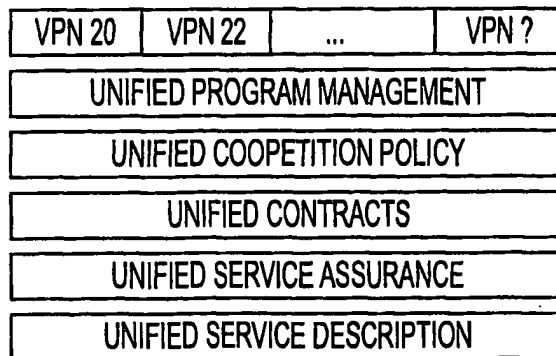 VPN 20 VPN 22 ... VPN ?
UNIFIED PROGRAM MANAGEMENT
UNIFIED COOPETITION POLICY
UNIFIED CONTRACTS
UNIFIED SERVICE ASSURANCE
UNIFIED SERVICE DESCRIPTION